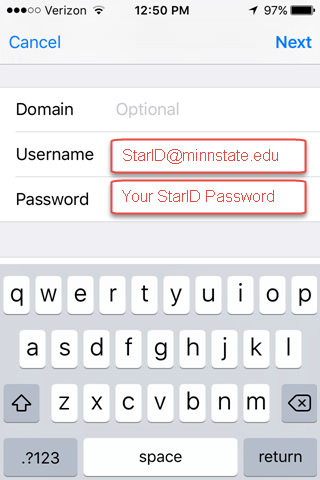 Verizon 12:50 PM 97%
Cancel Next
Domain Optional
Username StarID@minnstate.edu
Password Your StarID Password
q w e r t y u i o p
a s d f g h j k l
z x c v b n m
.?123 space return